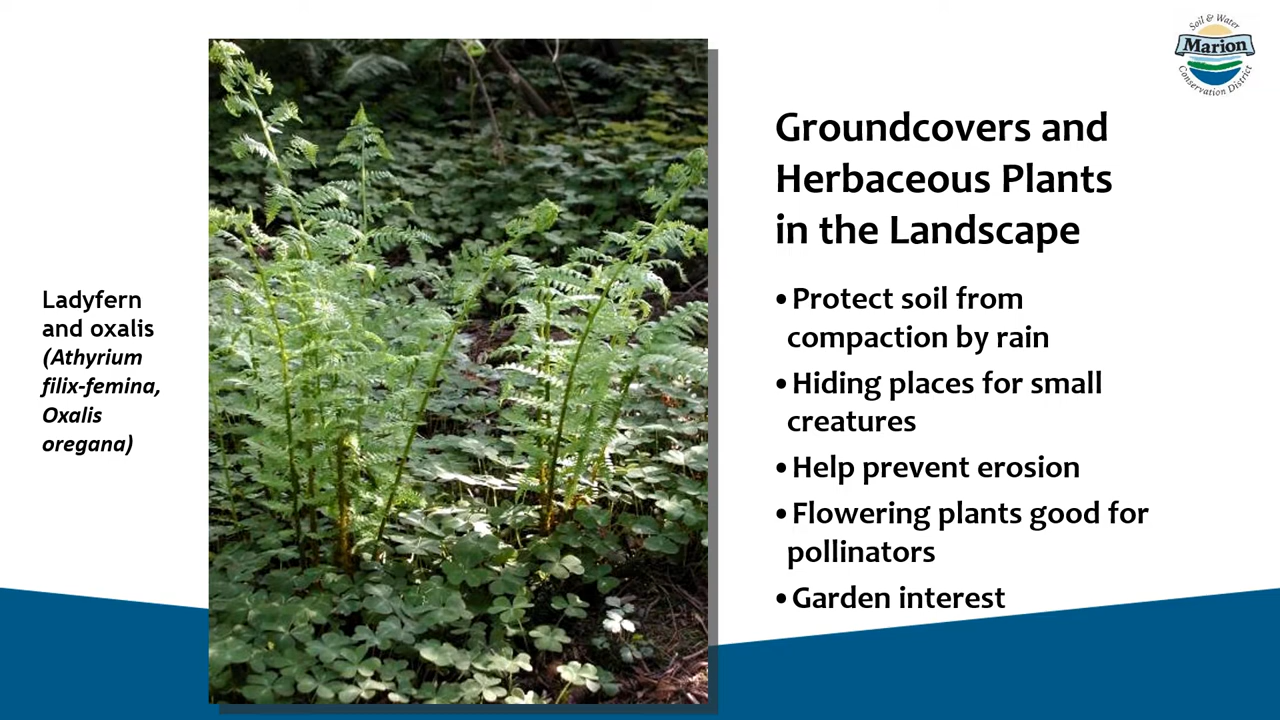 Soil & Water
Marion
Conservation District
Groundcovers and
Herbaceous Plants
in the Landscape
•Protect soil from
compaction by rain
•Hiding places for small
creatures
•Help prevent erosion
•Flowering plants good for
pollinators
•Garden interest
Ladyfern
and oxalis
(Athyrium
filix-femina,
Oxalis
oregana)